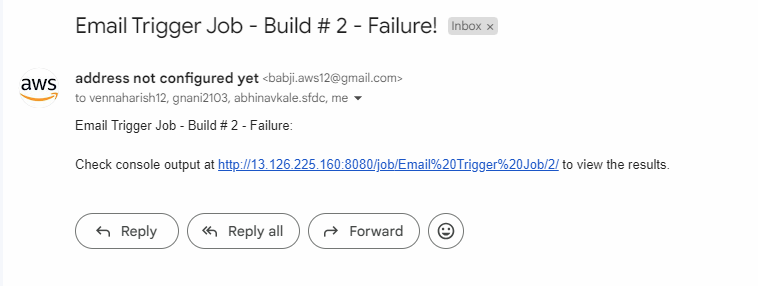 Email Trigger Job - Build # 2 - Failure!
Inbox ×
aws
address not configured yet <babji.aws12@gmail.com>
to vennaharish12, gnani2103, abhinavkale.sfdc, me
Email Trigger Job - Build # 2 - Failure:
Check console output at http://13.126.225.160:8080/job/Email%20Trigger%20Job/2/ to view the results.
Reply
Reply all
Forward